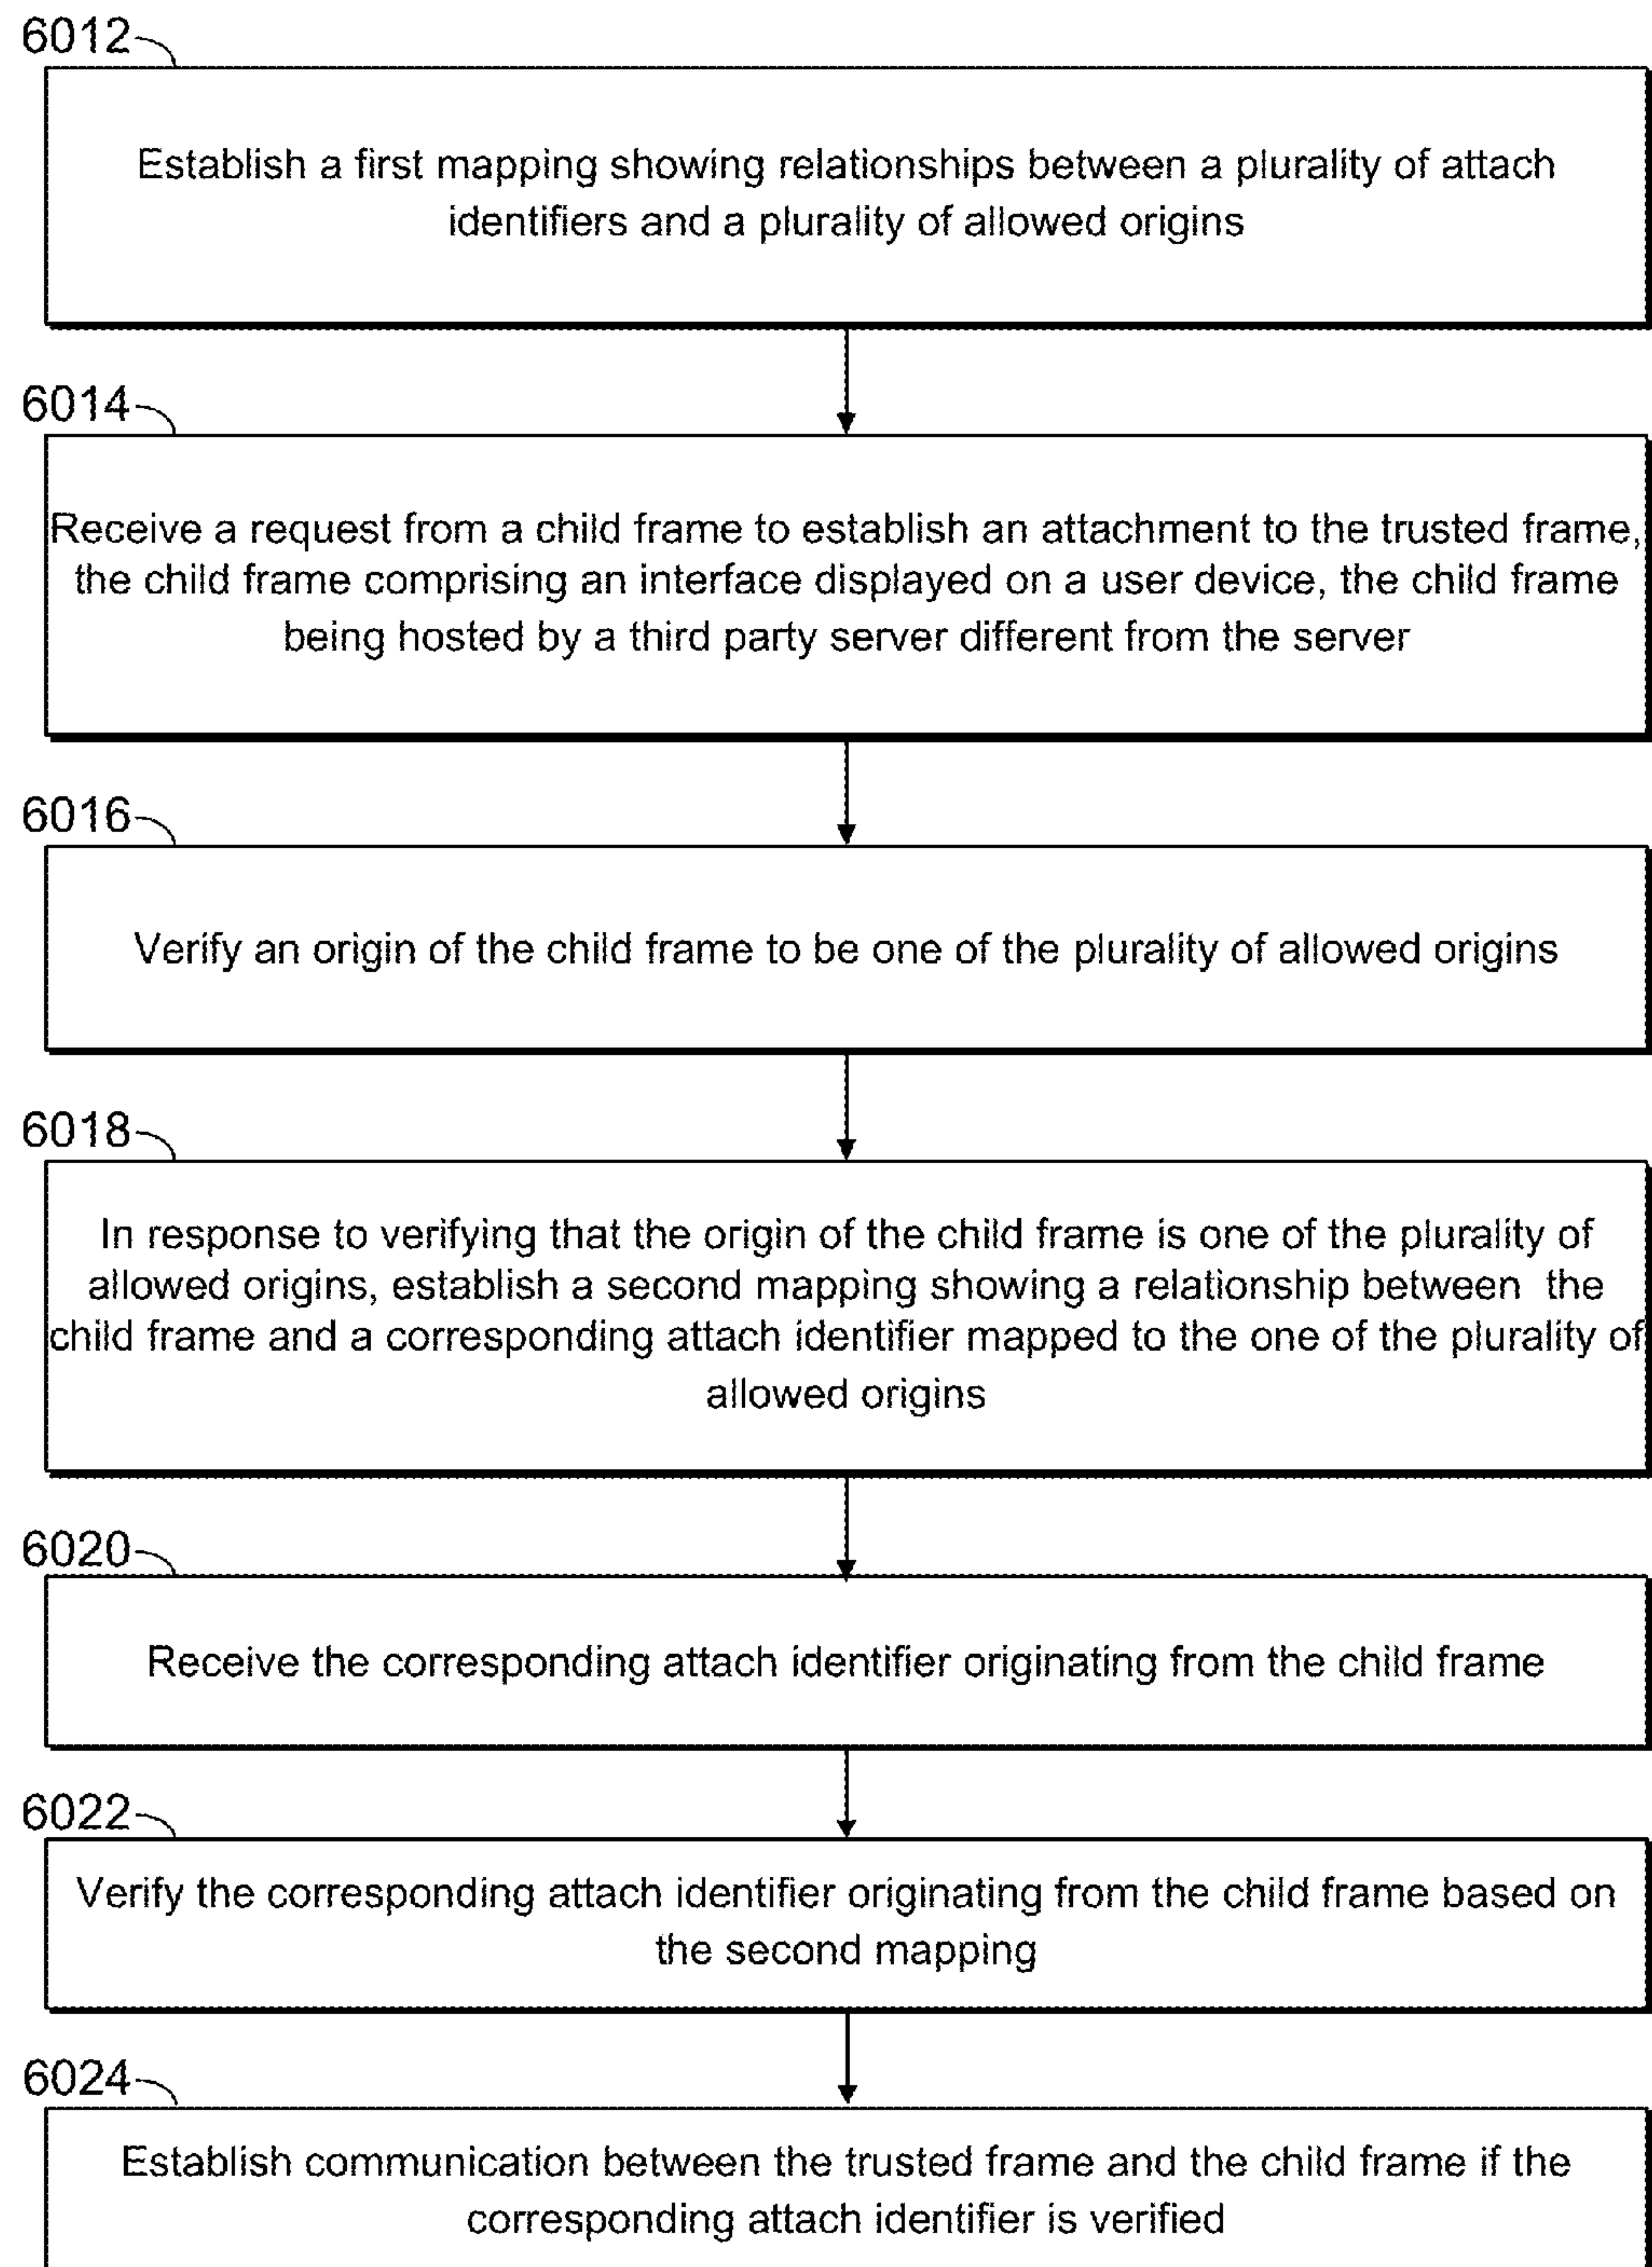 6012
Establish a first mapping showing relationships between a plurality of attach
identifiers and a plurality of allowed origins
6014
Receive a request from a child frame to establish an attachment to the trusted frame,
the child frame comprising an interface displayed on a user device, the child frame
being hosted by a third party server different from the server
6016
Verify an origin of the child frame to be one of the plurality of allowed origins
6018
In response to verifying that the origin of the child frame is one of the plurality of
allowed origins, establish a second mapping showing a relationship between the
child frame and a corresponding attach identifier mapped to the one of the plurality of
allowed origins
6020
Receive the corresponding attach identifier originating from the child frame
6022
Verify the corresponding attach identifier originating from the child frame based on
the second mapping
6024
Establish communication between the trusted frame and the child frame if the
corresponding attach identifier is verified